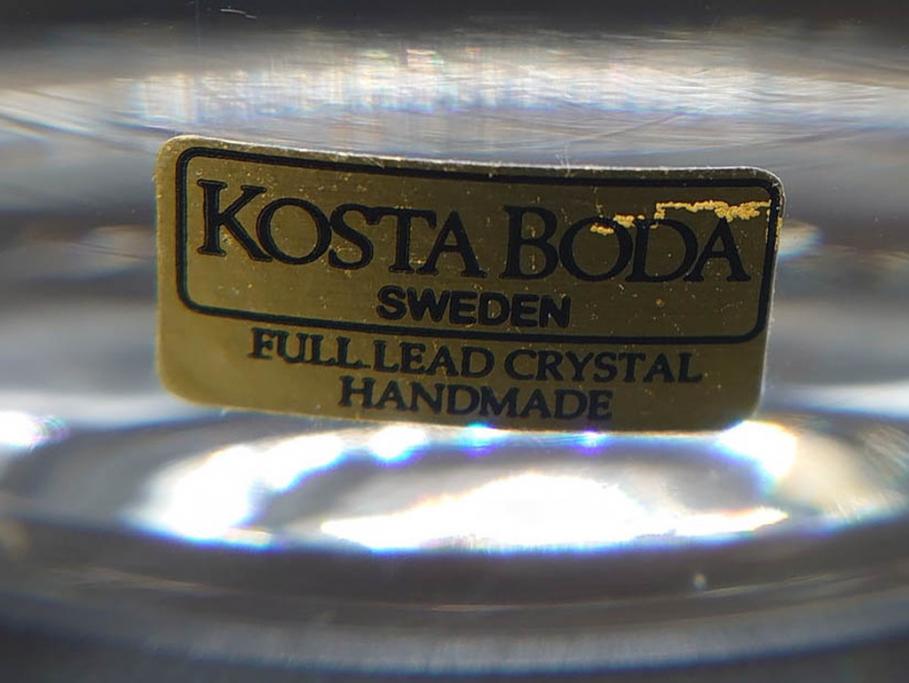 KOSTA BODA
SWEDEN
FULL LEAD CRYSTAL
HANDMADE